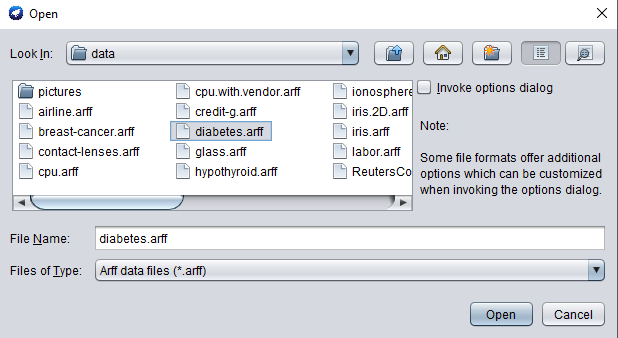 Open
Look In: data
pictures
airline.arff
breast-cancer.arff
contact-lenses.arff
cpu.arff
cpu.with.vendor.arff
credit-g.arff
diabetes.arff
glass.arff
hypothyroid.arff
ionosphere
iris.2D.arff
iris.arff
labor.arff
ReutersCo
Invoke options dialog
Note:
Some file formats offer additional
options which can be customized
when invoking the options dialog.
File Name: diabetes.arff
Files of Type: Arff data files (*.arff)
Open Cancel